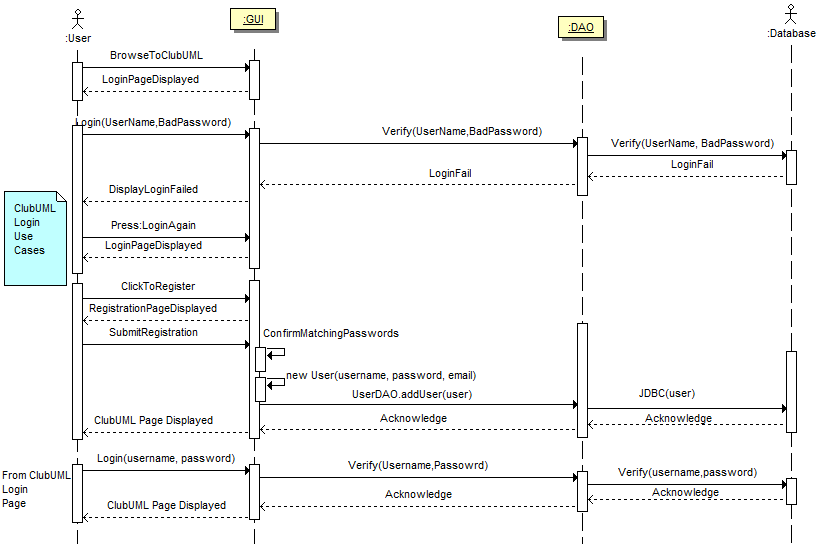 :User
:GUI
:DAO
:Database
BrowseToClubUML
LoginPageDisplayed
Login(UserName,BadPassword)
Verify(UserName,BadPassword)
Verify(UserName, BadPassword)
LoginFail
LoginFail
DisplayLoginFailed
ClubUML
Login
Use
Cases
Press:LoginAgain
LoginPageDisplayed
ClickToRegister
RegistrationPageDisplayed
SubmitRegistration
ConfirmMatchingPasswords
new User(username, password, email)
UserDAO.addUser(user)
JDBC(user)
Acknowledge
Acknowledge
ClubUML Page Displayed
From ClubUML
Login
Page
Login(username, password)
Verify(Username,Passowrd)
Verify(username,password)
Acknowledge
Acknowledge
ClubUML Page Displayed